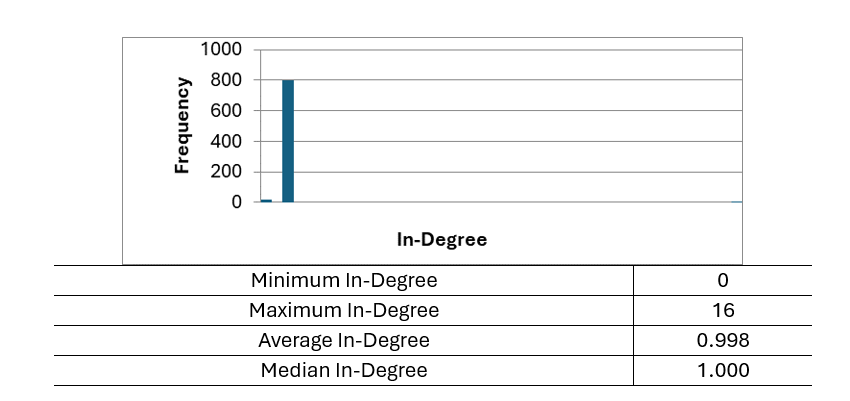 1000
800
600
400
200
0
Frequency
In-Degree
Minimum In-Degree 0
Maximum In-Degree 16
Average In-Degree 0.998
Median In-Degree 1.000